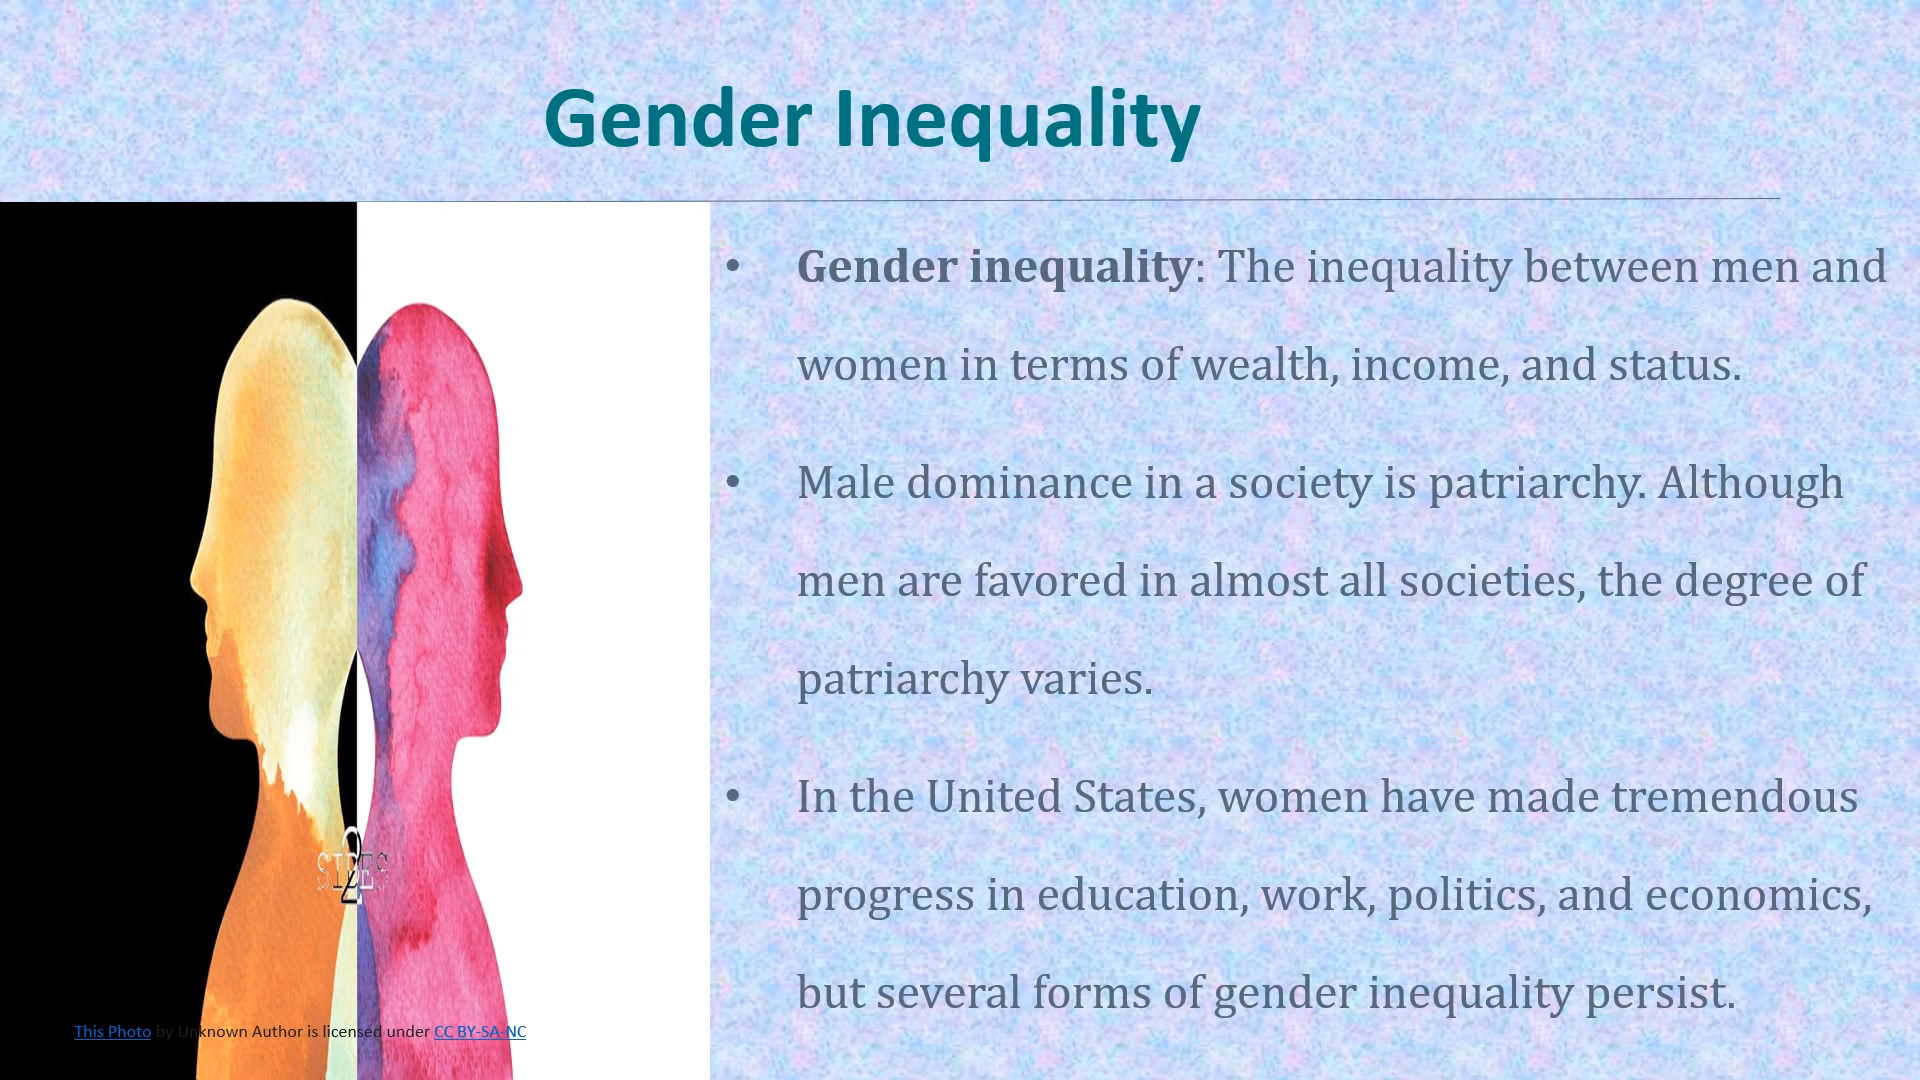 Gender Inequality
• Gender inequality: The inequality between men and
women in terms of wealth, income, and status.
• Male dominance in a society is patriarchy. Although
men are favored in almost all societies, the degree of
patriarchy varies.
• In the United States, women have made tremendous
progress in education, work, politics, and economics,
but several forms of gender inequality persist.
2
SIDES
This Photo by Unknown Author is licensed under CC BY-SA-NC